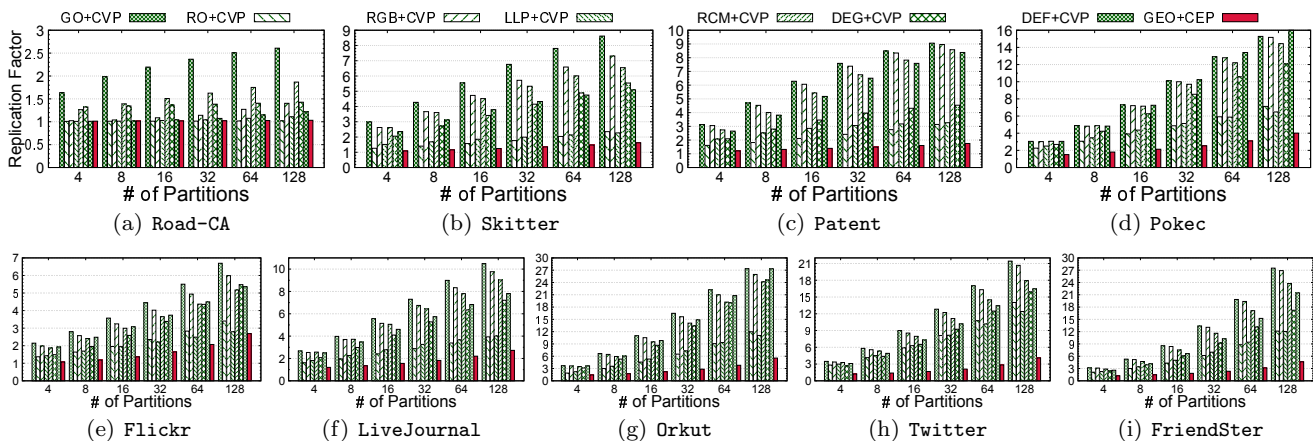 GO+CVP RO+CVP RGB+CVP LLP+CVP RCM+CVP DEG+CVP DEF+CVP GEO+CEP
Replication Factor
3 2.5 2 1.5 1 0.5 0
9 8 7 6 5 4 3 2 1 0
10 9 8 7 6 5 4 3 2 1 0
16 14 12 10 8 6 4 2 0
4 8 16 32 64 128
4 8 16 32 64 128
4 8 16 32 64 128
4 8 16 32 64 128
# of Partitions # of Partitions # of Partitions # of Partitions
(a) Road-CA (b) Skitter (c) Patent (d) Pokec
7 6 5 4 3 2 1 0
10 8 6 4 2 0
30 27 24 21 18 15 12 9 6 3 0
21 18 15 12 9 6 3 0
30 27 24 21 18 15 12 9 6 3 0
4 8 16 32 64 128
4 8 16 32 64 128
4 8 16 32 64 128
4 8 16 32 64 128
4 8 16 32 64 128
# of Partitions # of Partitions # of Partitions # of Partitions # of Partitions
(e) Flickr (f) LiveJournal (g) Orkut (h) Twitter (i) FriendSter